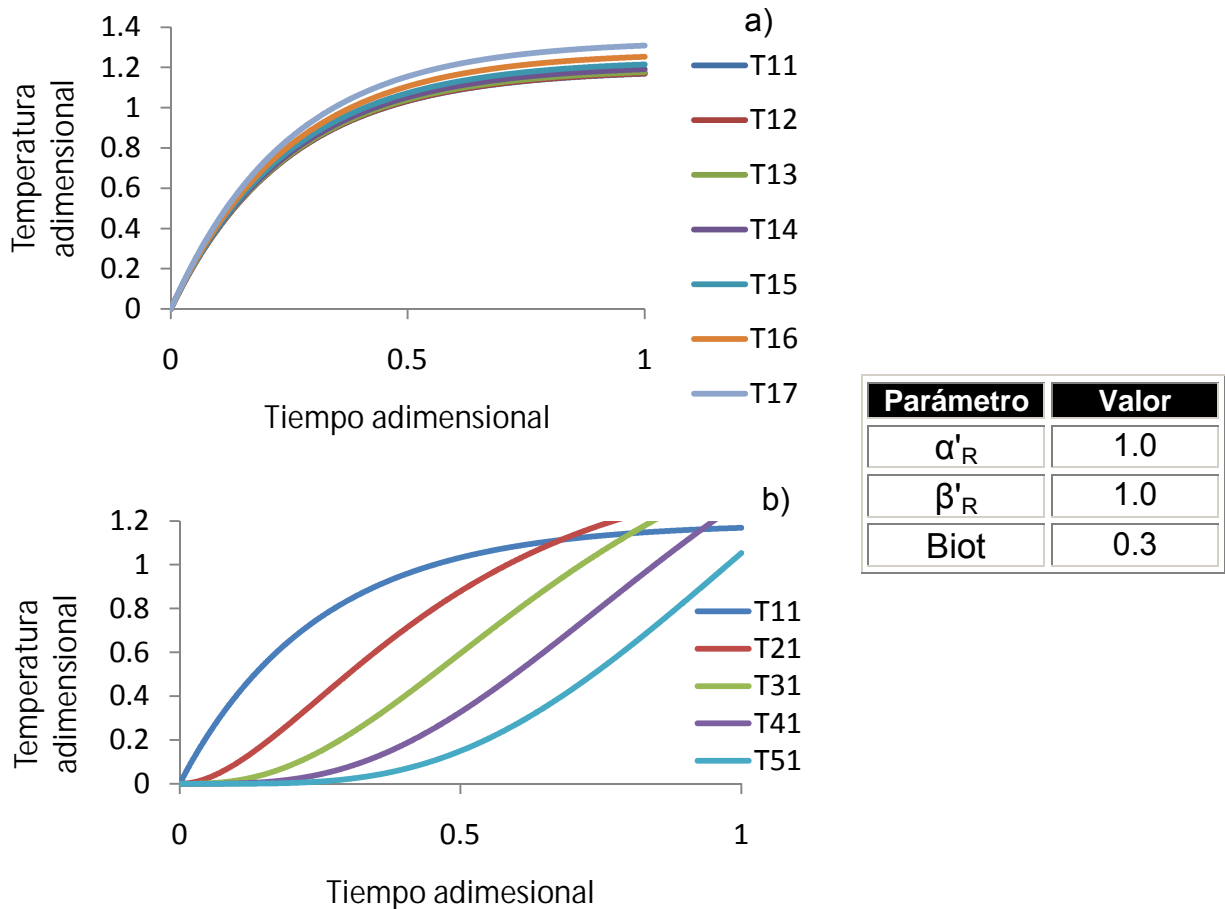 a)
1.4
1.2
1
0.8
0.6
0.4
0.2
0
Temperatura
adimensional
0
0.5
1
Tiempo adimensional
T11
T12
T13
T14
T15
T16
T17
Parámetro Valor
α'R 1.0
β'R 1.0
Biot 0.3
b)
1.2
1
0.8
0.6
0.4
0.2
0
Temperatura
adimensional
0
0.5
1
Tiempo adimesional
T11
T21
T31
T41
T51